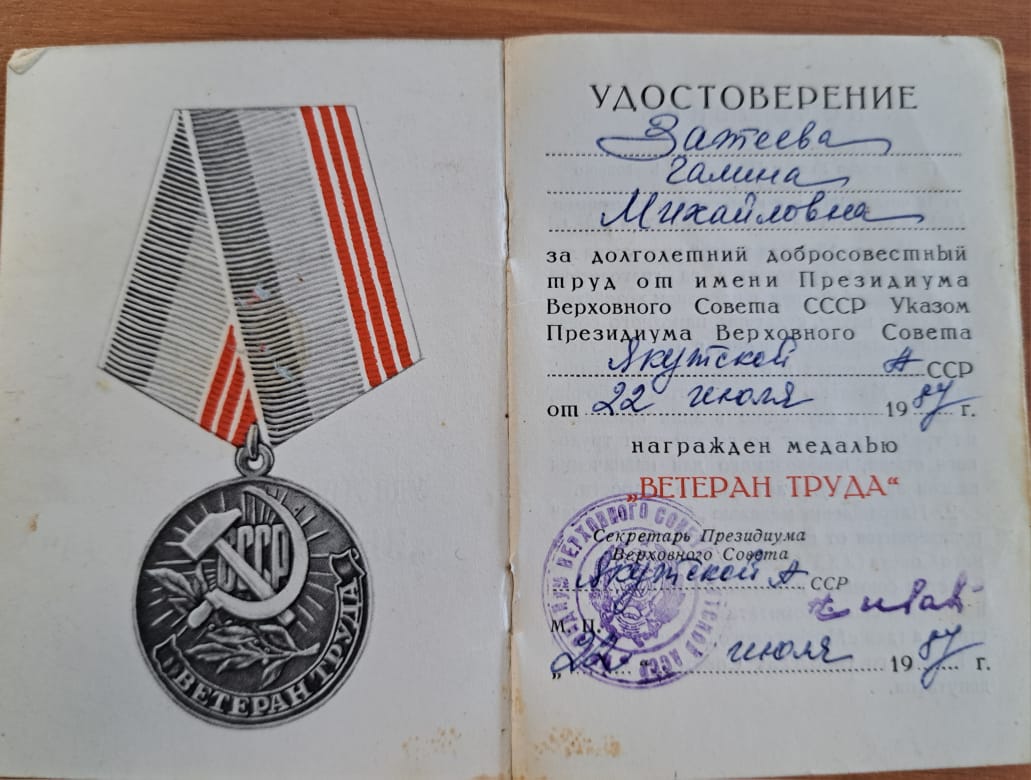 СССР
ВЕТЕРАН ТРУДА
УДОСТОВЕРЕНИЕ
Затеева
Галина
Михайловна
за долголетний добросовестный
труд от имени Президиума
Верховного Совета СССР Указом
Президиума Верховного Совета
Якутской А ССР
от 22 июля 1987 г.
награжден медалью
„ВЕТЕРАН ТРУДА“
Секретарь Президиума
Верховного Совета
Якутской А ССР
М. П.
„22“ июля 1987 г.